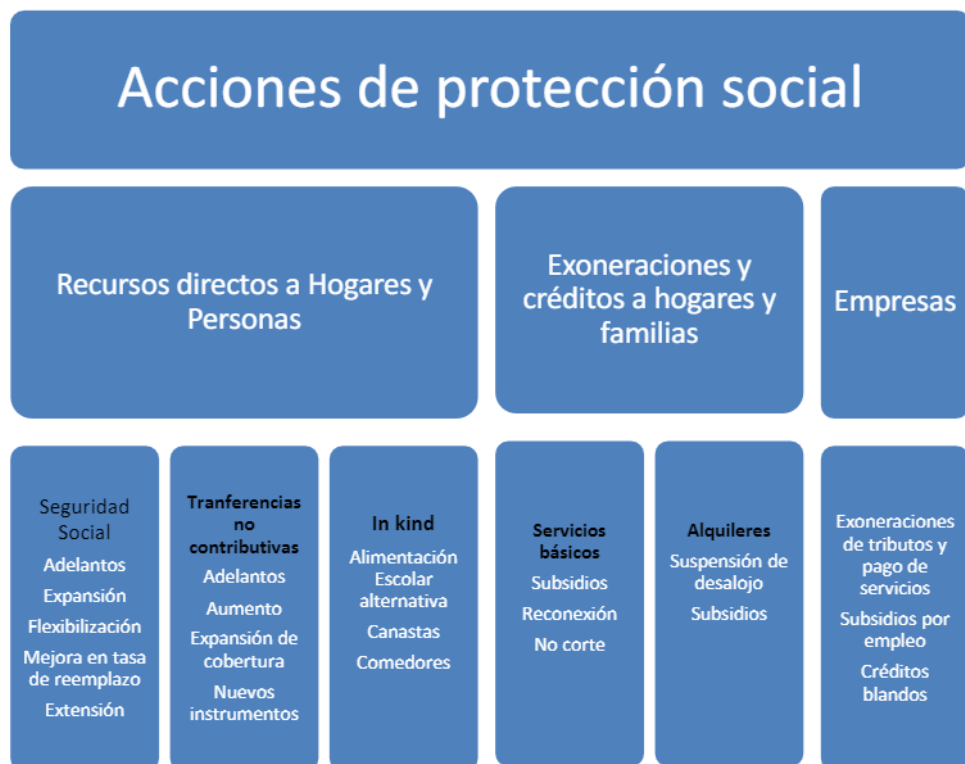 Acciones de protección social
Recursos directos a Hogares y
Personas
Exoneraciones y
créditos a hogares y
familias
Empresas
Seguridad
Social
Adelantos
Expansión
Flexibilización
Mejora en tasa
de reemplazo
Extensión
Tranferencias
no
contributivas
Adelantos
Aumento
Expansión de
cobertura
Nuevos
instrumentos
In kind
Alimentación
Escolar
alternativa
Canastas
Comedores
Servicios
básicos
Subsidios
Reconexión
No corte
Alquileres
Suspensión de
desalojo
Subsidios
Exoneraciones
de tributos y
pago de
servicios
Subsidios por
empleo
Créditos
blandos